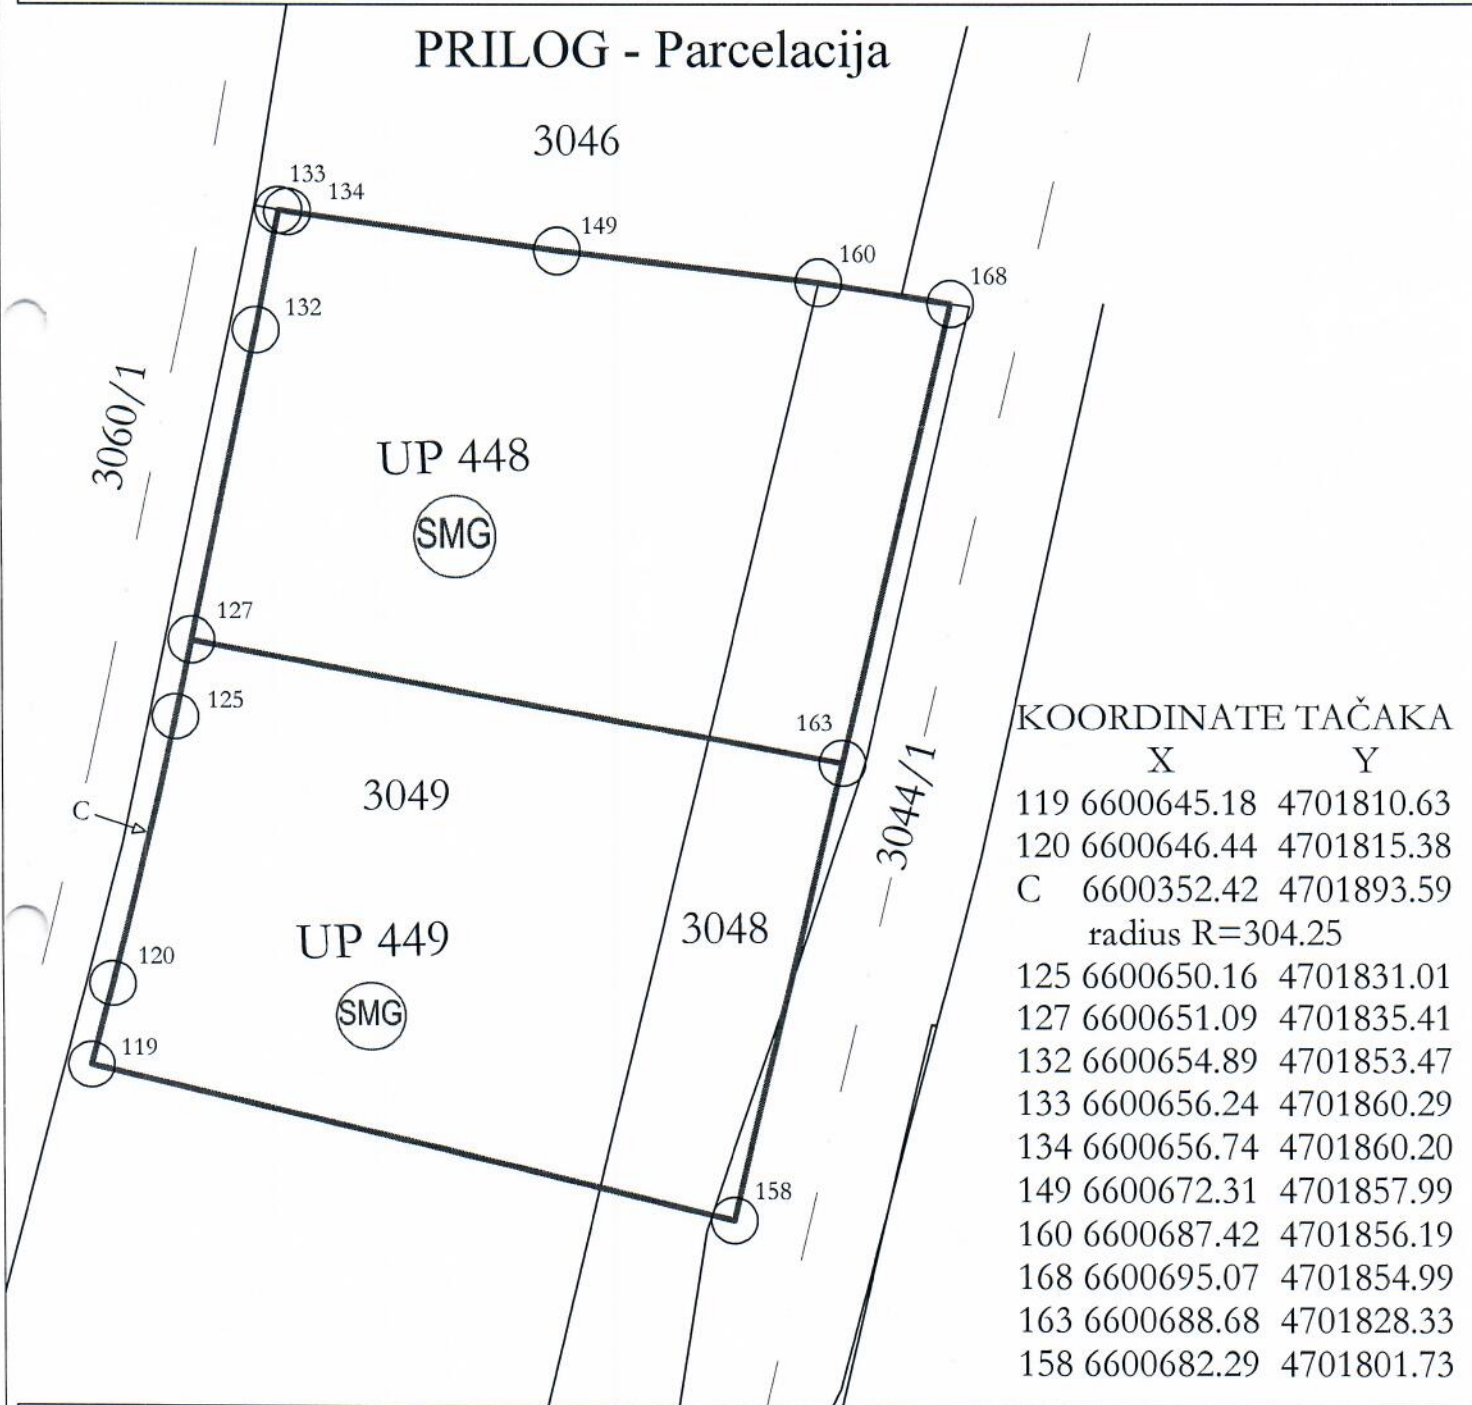 PRILOG - Parcelacija
3046
133
134
149
160
168
132
3060/1
UP 448
SMG
127
125
163
3049
C
3044/1
UP 449
SMG
3048
120
119
158
KOORDINATE TAČAKA
X Y
119 6600645.18 4701810.63
120 6600646.44 4701815.38
C 6600352.42 4701893.59
radius R=304.25
125 6600650.16 4701831.01
127 6600651.09 4701835.41
132 6600654.89 4701853.47
133 6600656.24 4701860.29
134 6600656.74 4701860.20
149 6600672.31 4701857.99
160 6600687.42 4701856.19
168 6600695.07 4701854.99
163 6600688.68 4701828.33
158 6600682.29 4701801.73